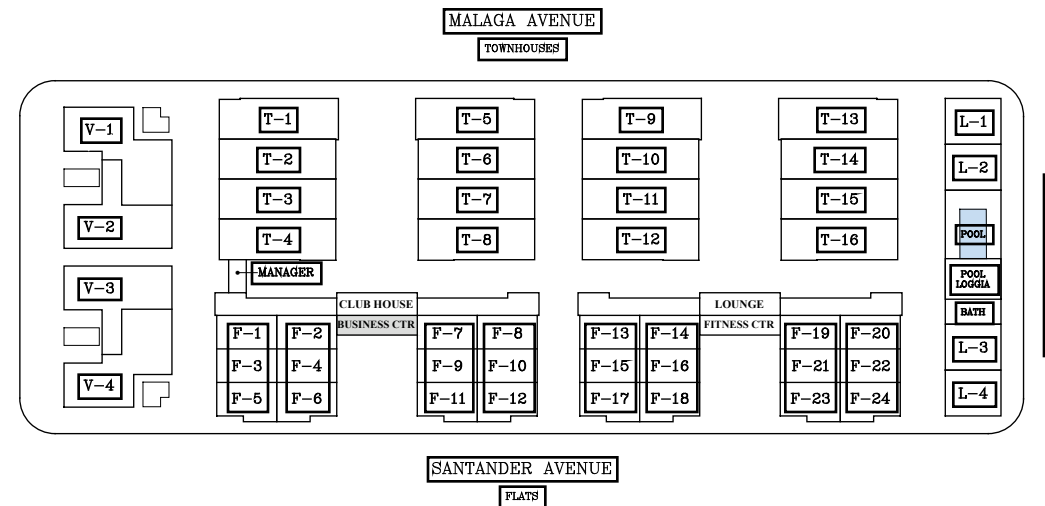 MALAGA AVENUE
TOWNHOUSES
V-1
T-1
T-5
T-9
T-13
L-1
T-2
T-6
T-10
T-14
L-2
T-3
T-7
T-11
T-15
V-2
T-4
T-8
T-12
T-16
POOL
MANAGER
POOL
LOGGIA
V-3
CLUB HOUSE
LOUNGE
BATH
BUSINESS CTR
FITNESS CTR
F-1
F-2
F-7
F-8
F-13
F-14
F-19
F-20
L-3
F-3
F-4
F-9
F-10
F-15
F-16
F-21
F-22
V-4
F-5
F-6
F-11
F-12
F-17
F-18
F-23
F-24
L-4
SANTANDER AVENUE
FLATS